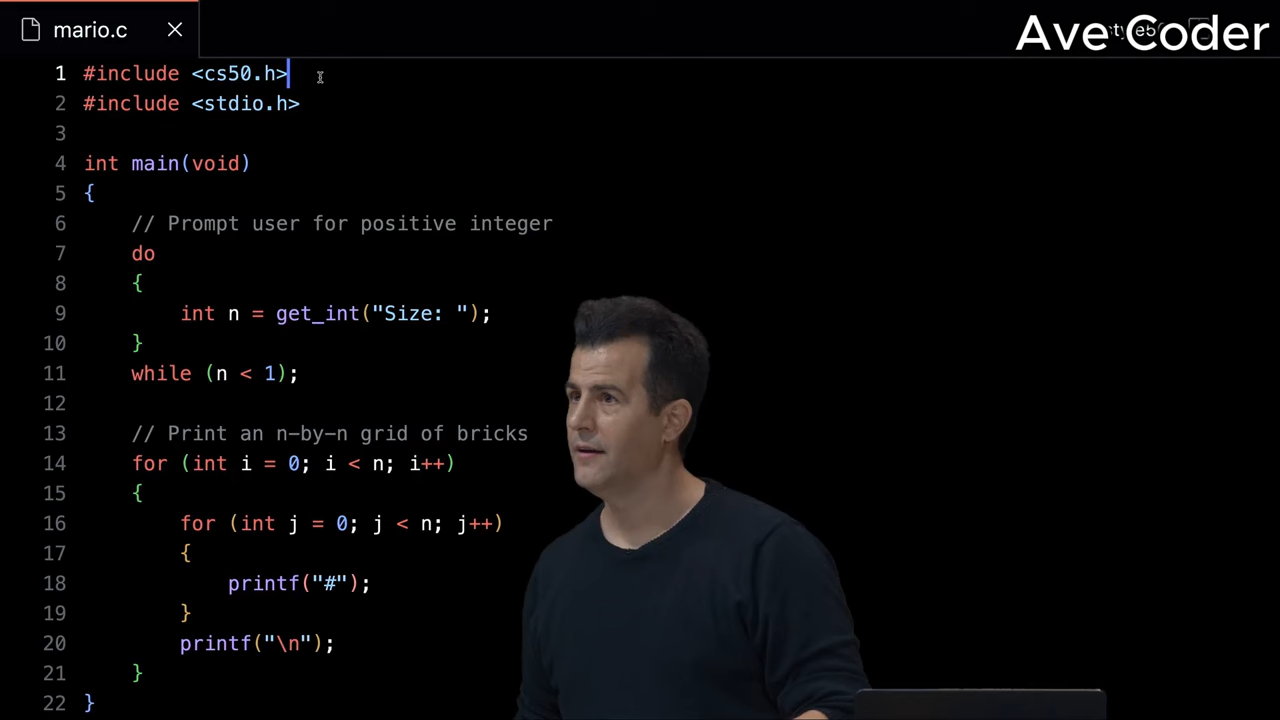 mario.c
Ave Coder
1 #include <cs50.h>
2 #include <stdio.h>
3
4 int main(void)
5 {
6 // Prompt user for positive integer
7 do
8 {
9 int n = get_int("Size: ");
10 }
11 while (n < 1);
12
13 // Print an n-by-n grid of bricks
14 for (int i = 0; i < n; i++)
15 {
16 for (int j = 0; j < n; j++)
17 {
18 printf("#");
19 }
20 printf("\n");
21 }
22 }